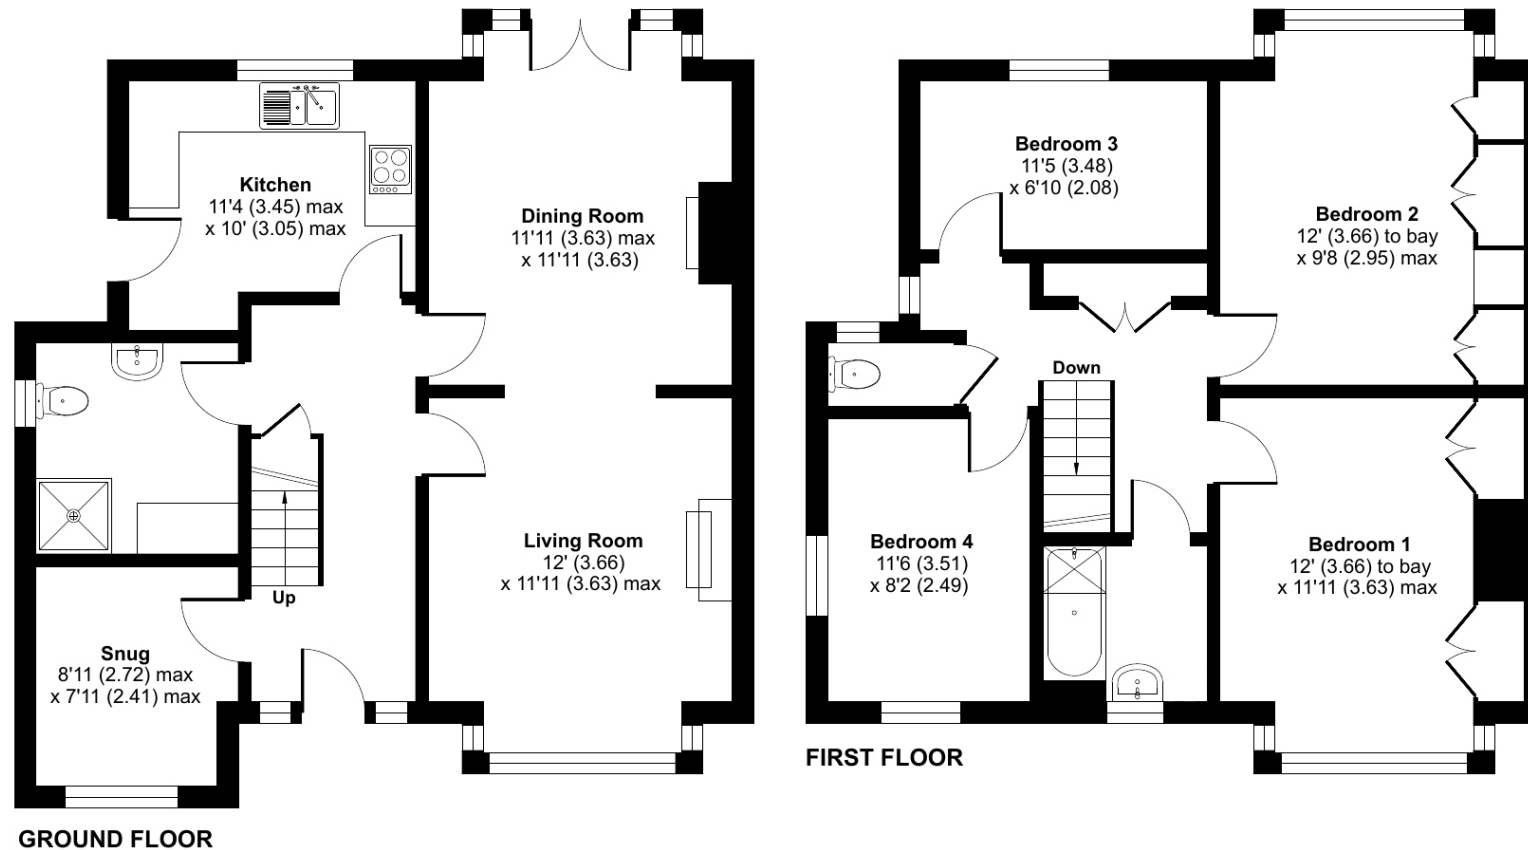 Kitchen
11'4 (3.45) max
x 10' (3.05) max
Dining Room
11'11 (3.63) max
x 11'11 (3.63)
Living Room
12' (3.66)
x 11'11 (3.63) max
Up
Snug
8'11 (2.72) max
x 7'11 (2.41) max
GROUND FLOOR
Bedroom 3
11'5 (3.48)
x 6'10 (2.08)
Bedroom 2
12' (3.66) to bay
x 9'8 (2.95) max
Down
Bedroom 4
11'6 (3.51)
x 8'2 (2.49)
Bedroom 1
12' (3.66) to bay
x 11'11 (3.63) max
FIRST FLOOR